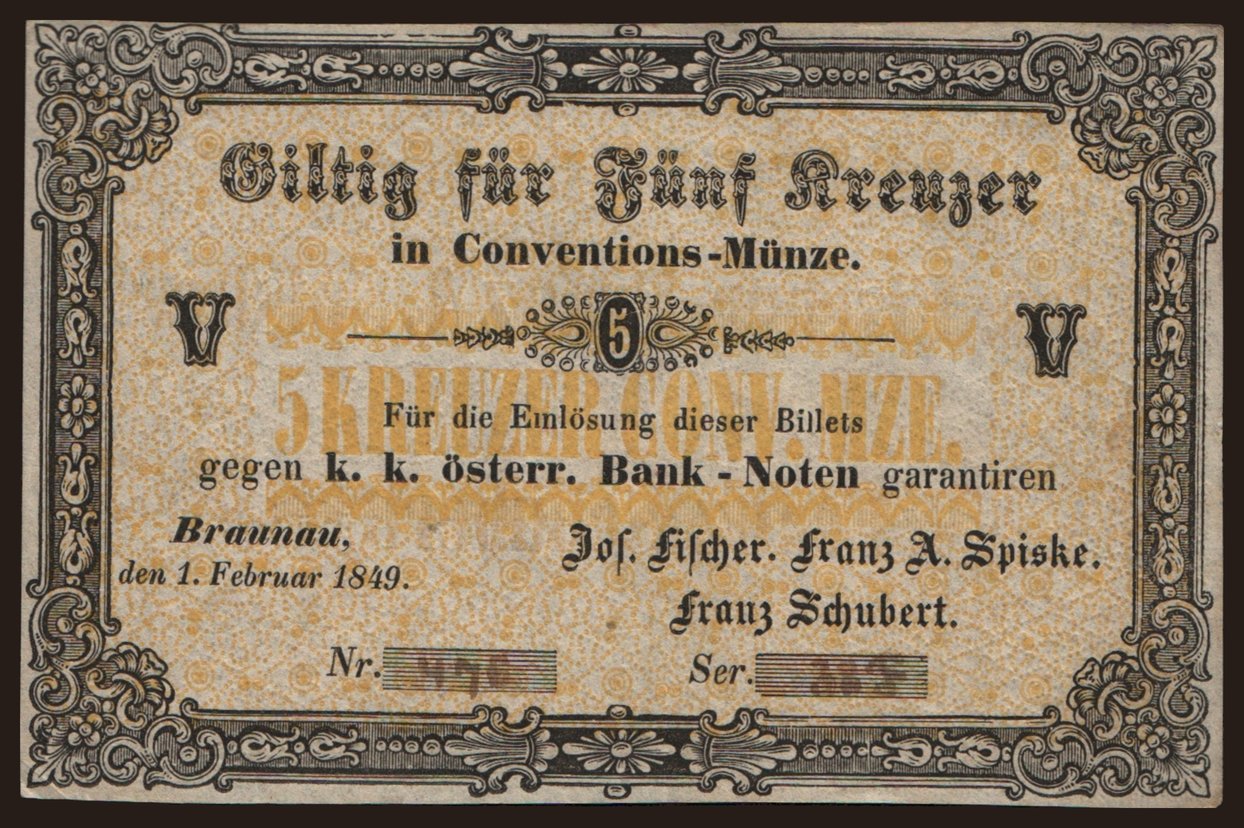 Giltig für Fünf Kreuzer
in Conventions-Münze.
V 5 V
5 KREUZER CONV. MZE.
Für die Einlösung dieser Billets
gegen k. k. österr. Bank-Noten garantiren
Braunau,
den 1. Februar 1849.
Jos. Fischer. Franz A. Spiske.
Franz Schubert.
Nr.
Ser.